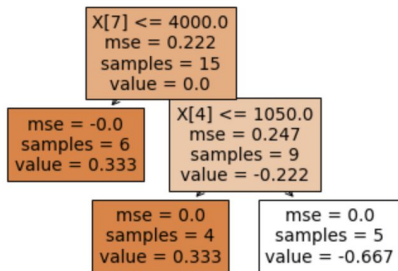 X[7] <= 4000.0
mse = 0.222
samples = 15
value = 0.0
mse = -0.0
samples = 6
value = 0.333
X[4] <= 1050.0
mse = 0.247
samples = 9
value = -0.222
mse = 0.0
samples = 4
value = 0.333
mse = 0.0
samples = 5
value = -0.667